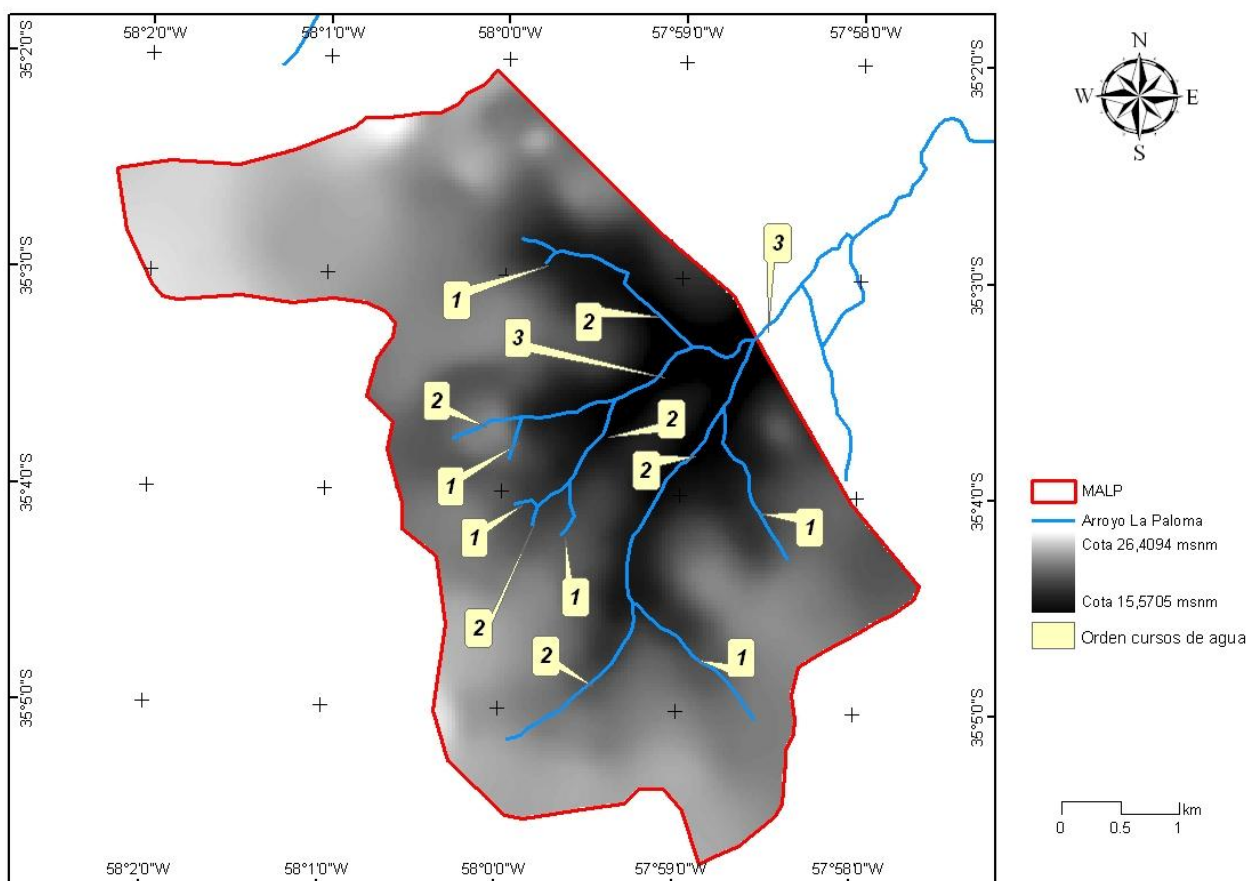 58°2'0"W 58°1'0"W 58°0'0"W 57°59'0"W 57°58'0"W
35°2'0"S
35°2'0"S
N
W E
S
3
35°3'0"S
35°3'0"S
1
2
3
2
2
2
1
35°4'0"S
35°4'0"S
1
1
1
2
2
1
35°5'0"S
35°5'0"S
MALP
Arroyo La Paloma
Cota 26,4094 msnm
Cota 15,5705 msnm
Orden cursos de agua
km
0 0.5 1
58°2'0"W 58°1'0"W 58°0'0"W 57°59'0"W 57°58'0"W